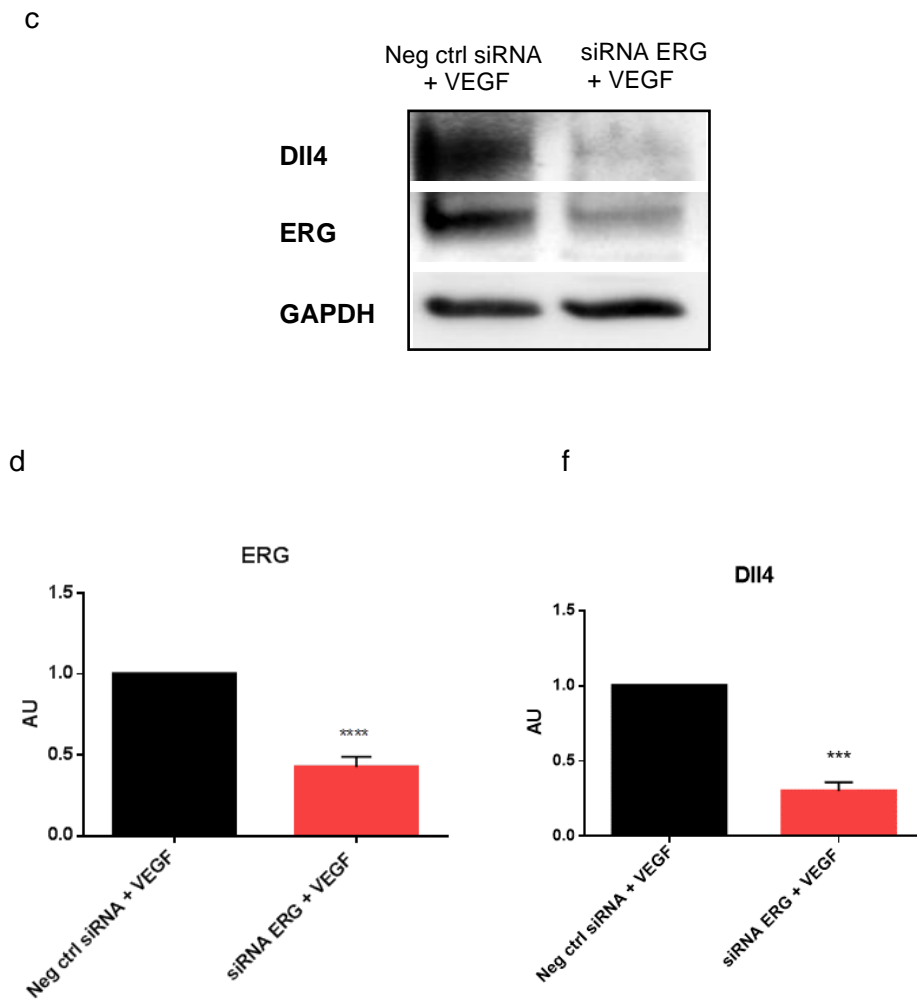 c
Neg ctrl siRNA
+ VEGF
siRNA ERG
+ VEGF
Dll4
ERG
GAPDH
d
ERG
1.5
1.0
0.5
0.0
AU
****
Neg ctrl siRNA + VEGF
siRNA ERG + VEGF
f
Dll4
1.5
1.0
0.5
0.0
AU
***
Neg ctrl siRNA + VEGF
siRNA ERG + VEGF